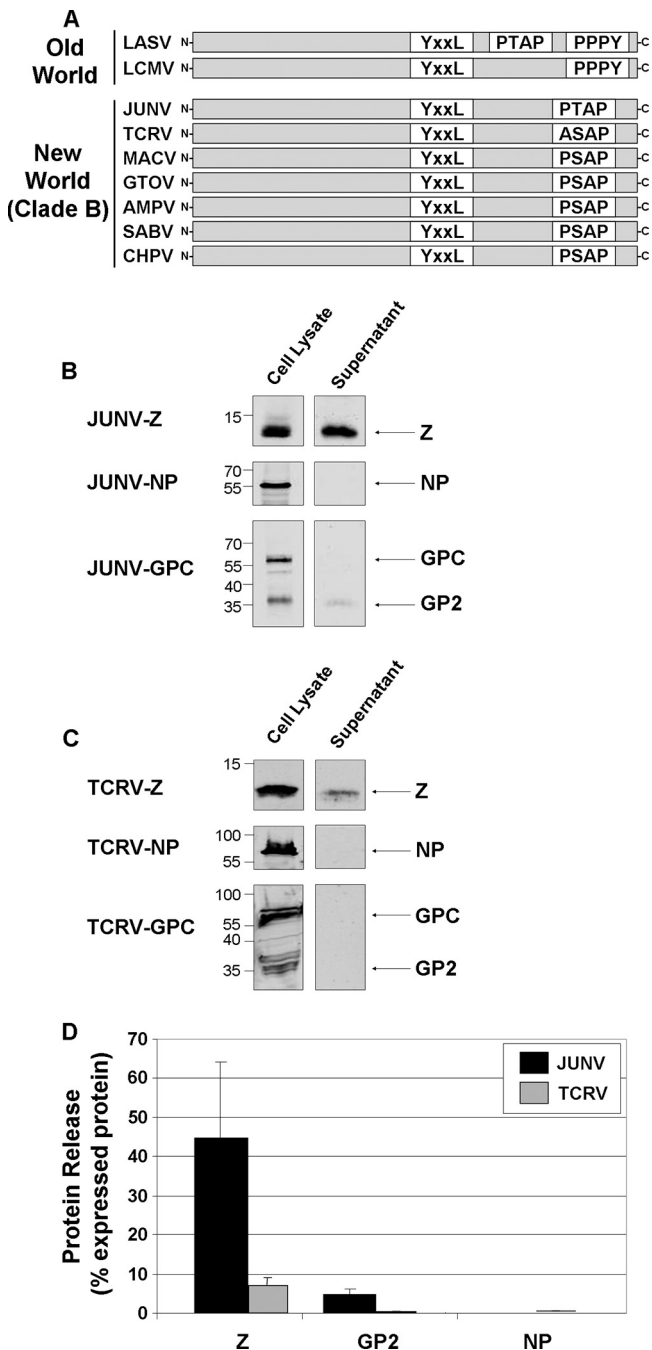 A
Old World
LASV N- YxxL PTAP PPPY -C
LCMV N- YxxL PPPY -C
New World (Clade B)
JUNV N- YxxL PTAP -C
TCRV N- YxxL ASAP -C
MACV N- YxxL PSAP -C
GTOV N- YxxL PSAP -C
AMPV N- YxxL PSAP -C
SABV N- YxxL PSAP -C
CHPV N- YxxL PSAP -C
B
Cell Lysate Supernatant
JUNV-Z 15 Z
JUNV-NP 70 55 NP
JUNV-GPC 70 55 40 35 GPC GP2
C
Cell Lysate Supernatant
TCRV-Z 15 Z
TCRV-NP 100 55 NP
TCRV-GPC 100 55 40 35 GPC GP2
D
Protein Release
(% expressed protein)
70
60
50
40
30
20
10
0
JUNV
TCRV
Z GP2 NP